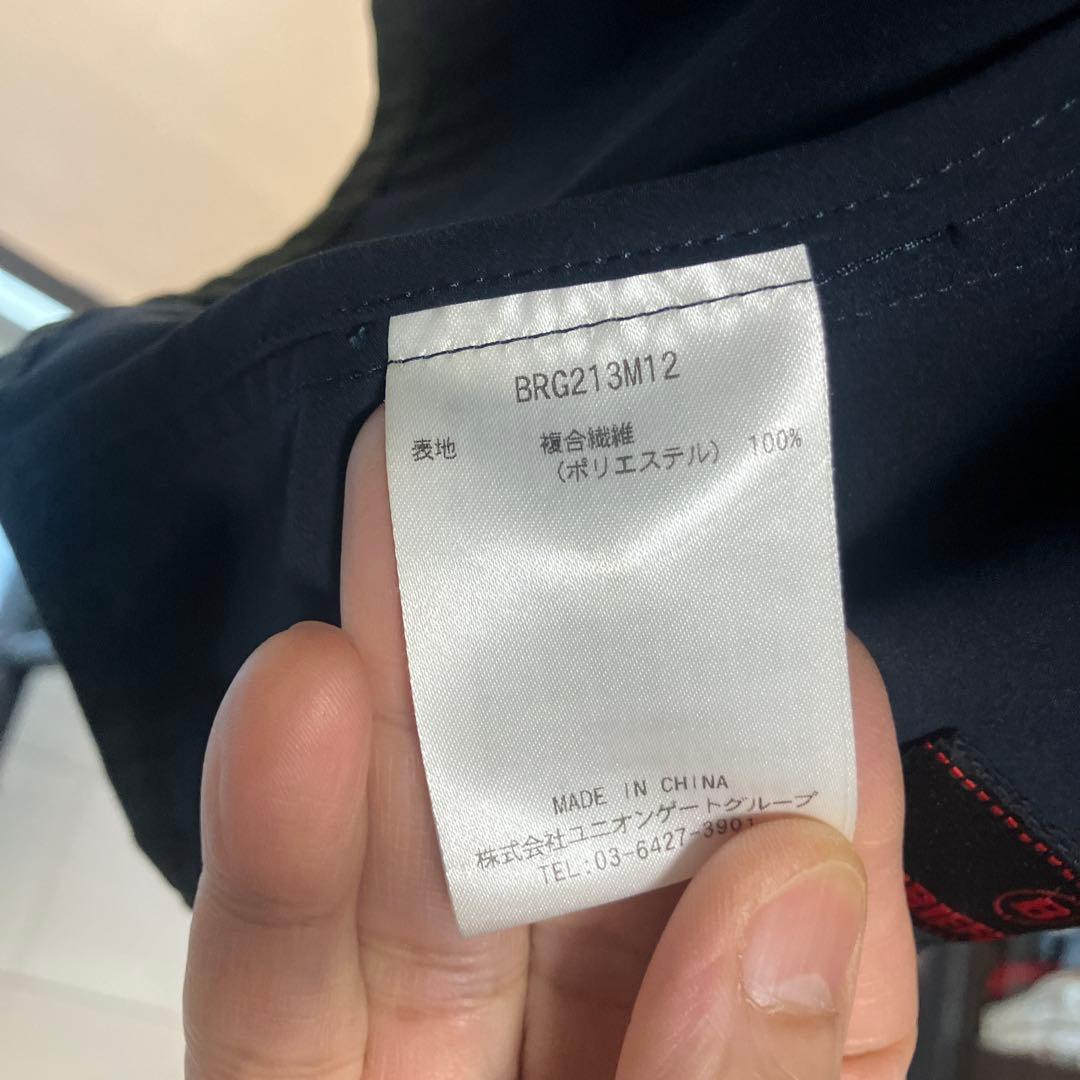 BRG213M12
表地 複合繊維
(ポリエステル) 100%
MADE IN CHINA
株式会社ユニオンゲートグループ
TEL:03-6427-3901